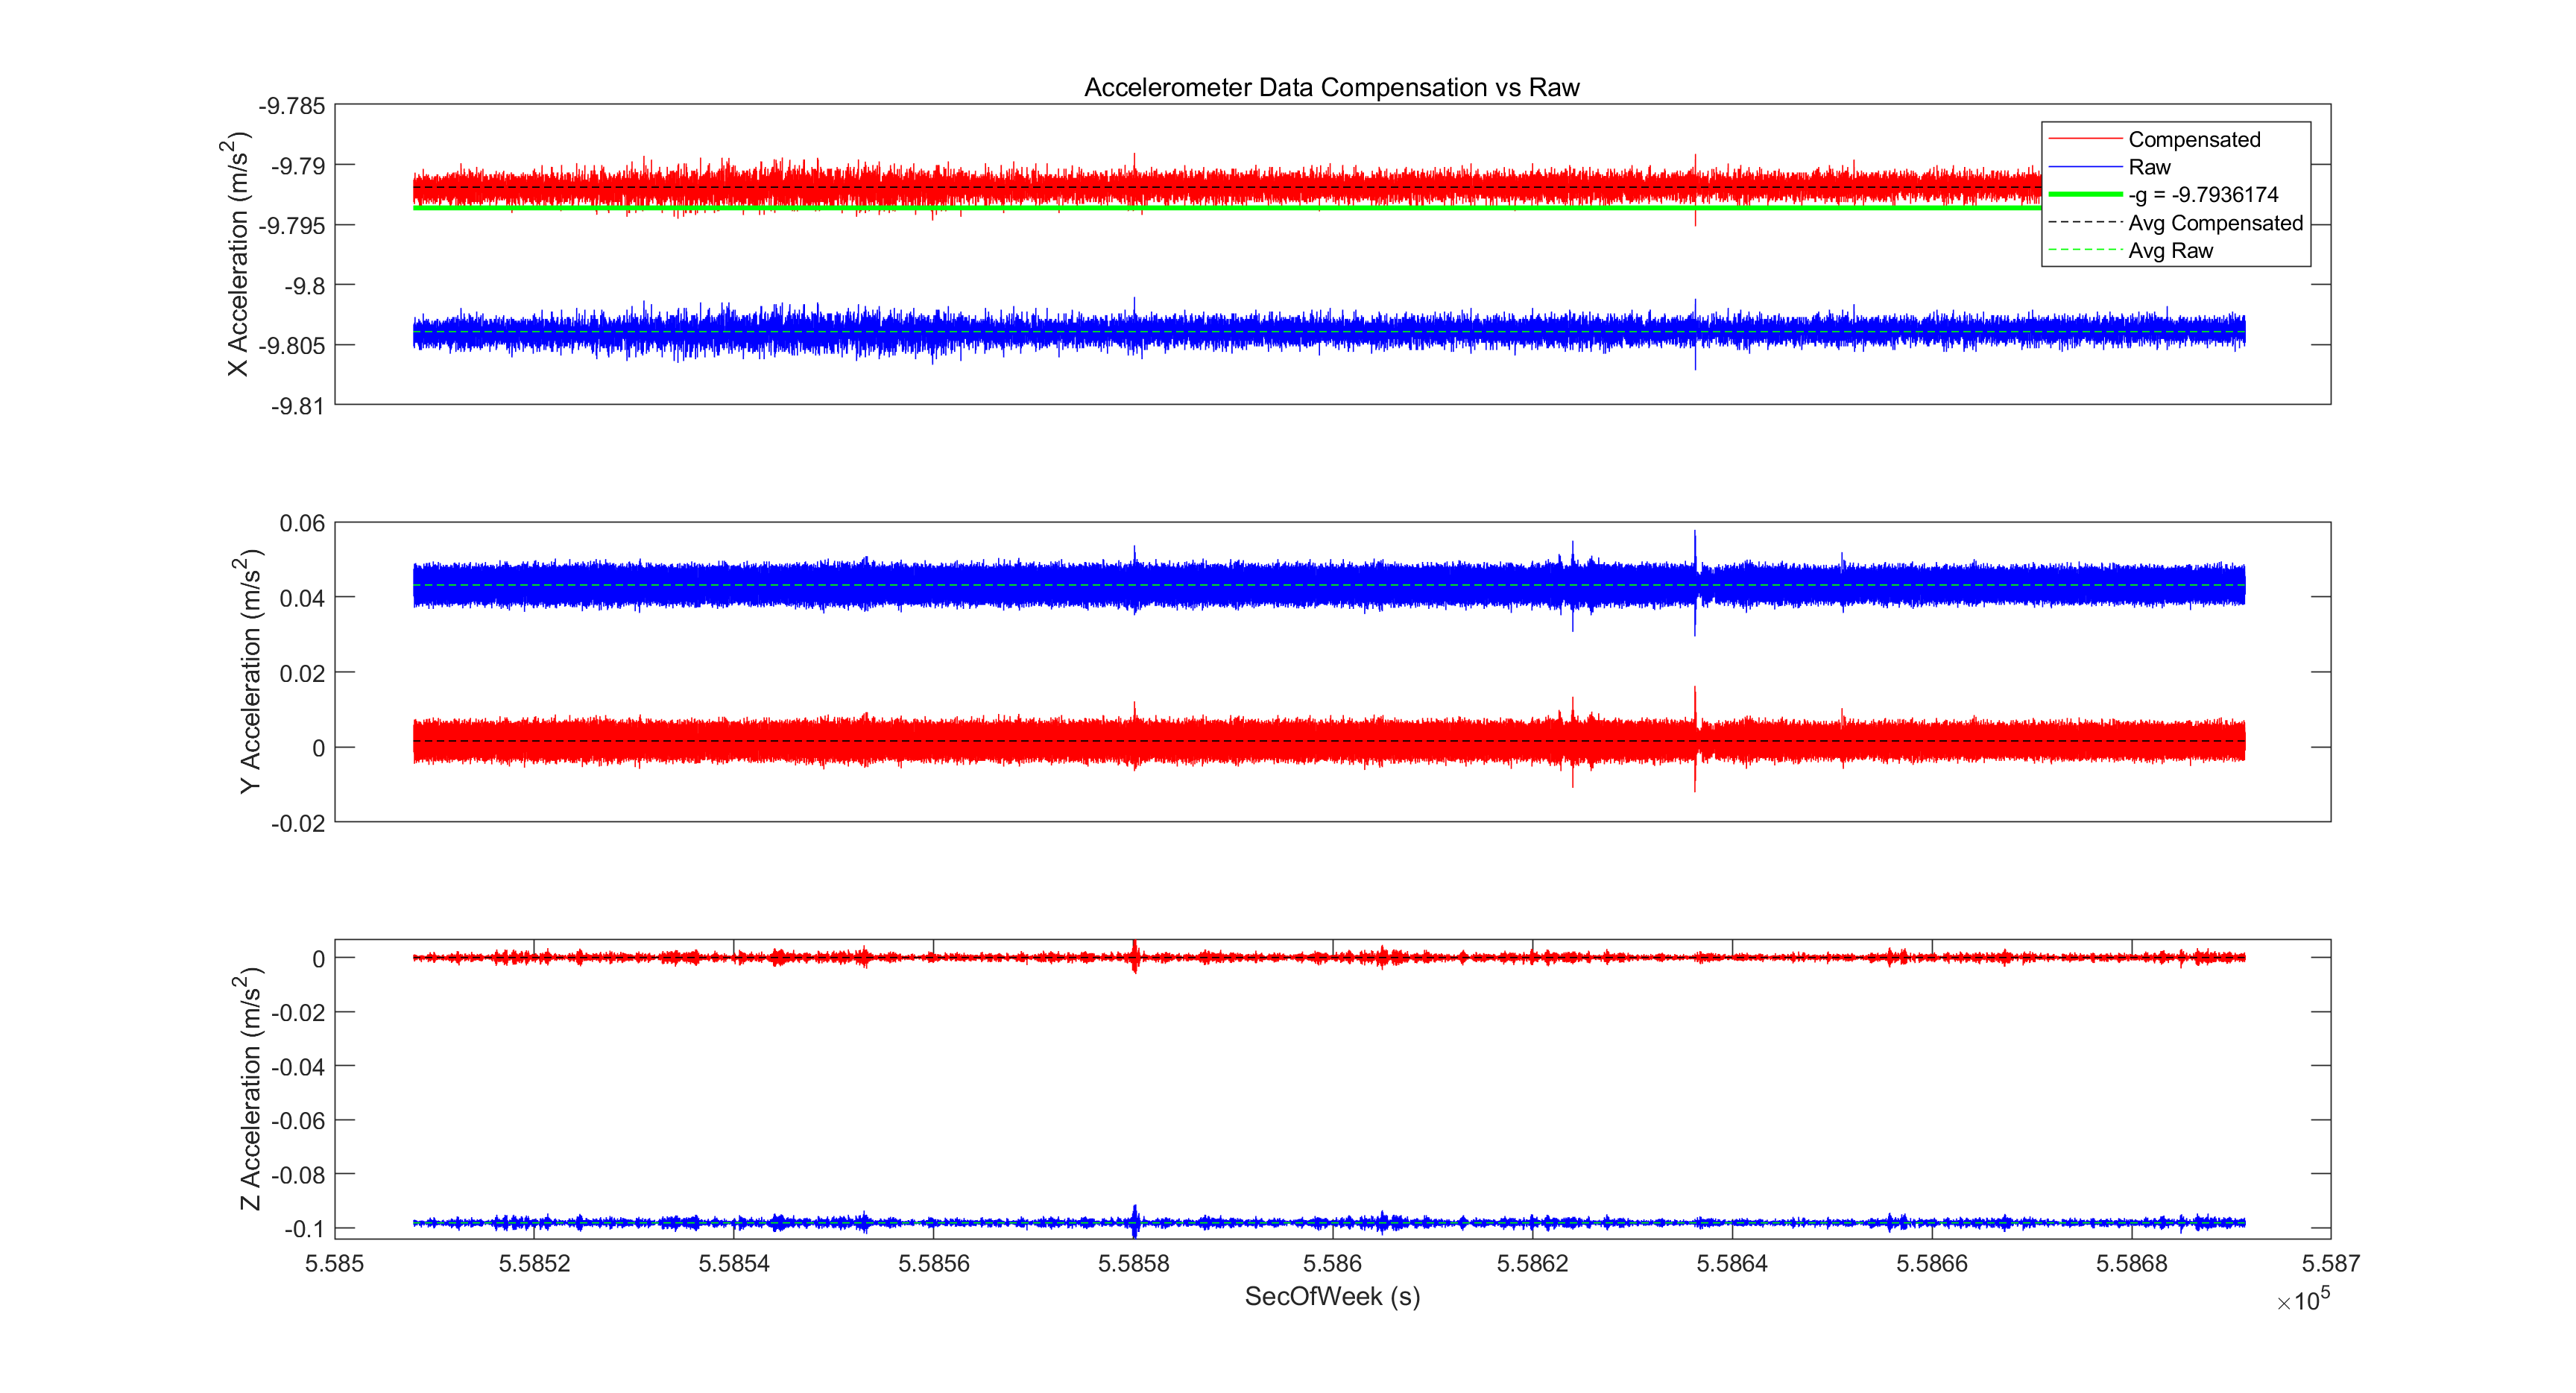 Accelerometer Data Compensation vs Raw
-9.785
-9.79
-9.795
-9.8
-9.805
-9.81
X Acceleration (m/s²)
Compensated
Raw
-g = -9.7936174
Avg Compensated
Avg Raw
0.06
0.04
0.02
0
-0.02
Y Acceleration (m/s²)
0
-0.02
-0.04
-0.06
-0.08
-0.1
Z Acceleration (m/s²)
5.585 5.5852 5.5854 5.5856 5.5858 5.586 5.5862 5.5864 5.5866 5.5868 5.587
SecOfWeek (s)
×10⁵